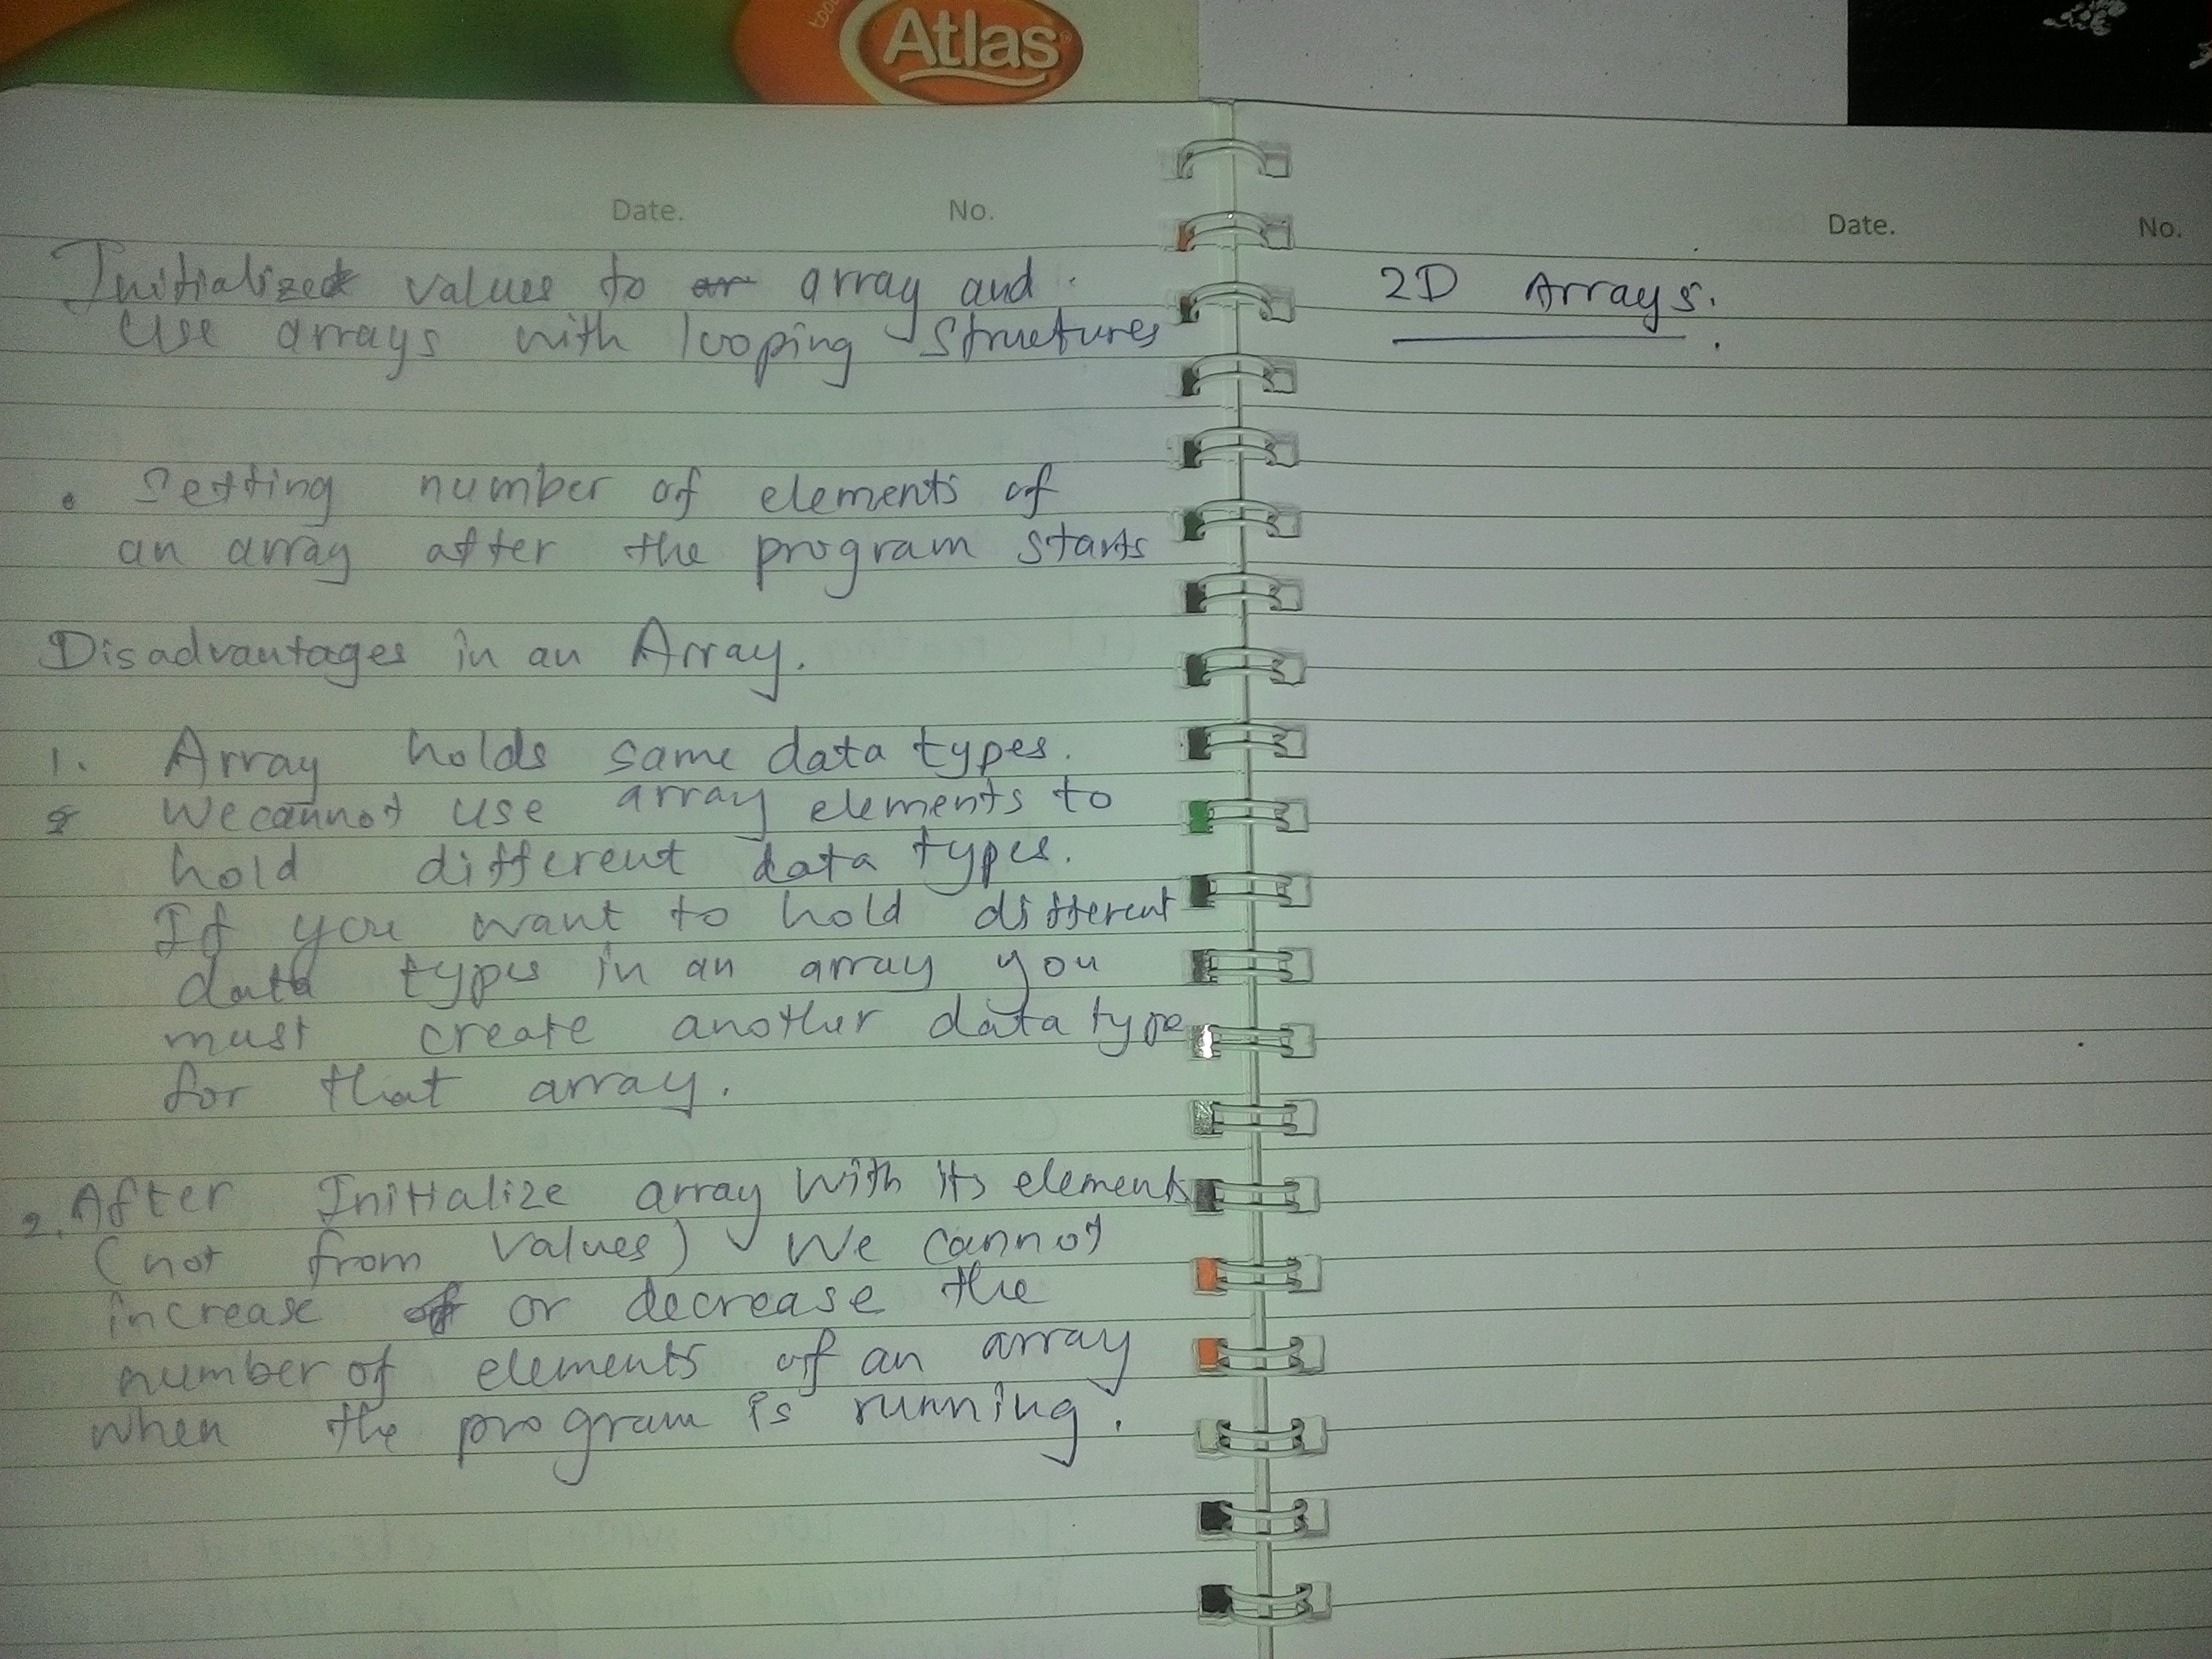 Atlas
Date. No.
Initialize values to array and
use arrays with looping structures
• Setting number of elements of
an array after the program starts
Disadvantages in an Array.
1. Array holds same data types.
We cannot use array elements to
hold different data types.
If you want to hold different
data types in an array you
must create another data type
for that array.
2. After Initialize array with its elements
(not from values) We cannot
increase or decrease the
number of elements of an array
when the program is running.
Date. No.
2D Arrays.